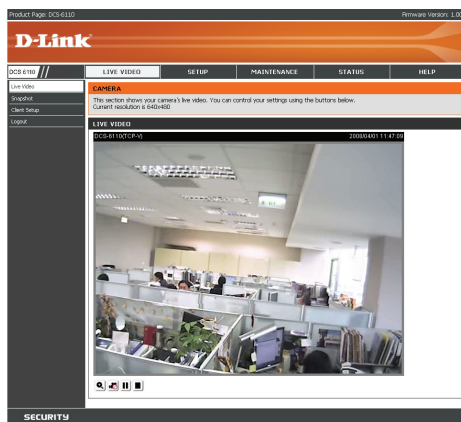 Product Page: DCS-6110
Firmware Version: 1.00
D-Link
DCS 6110
LIVE VIDEO
SETUP
MAINTENANCE
STATUS
HELP
Live Video
Snapshot
Client Setup
Logout
CAMERA
This section shows your camera's live video. You can control your settings using the buttons below.
Current resolution is 640x480
LIVE VIDEO
DCS-6110(TCP-V)
2008/04/01 11:47:09
SECURITY